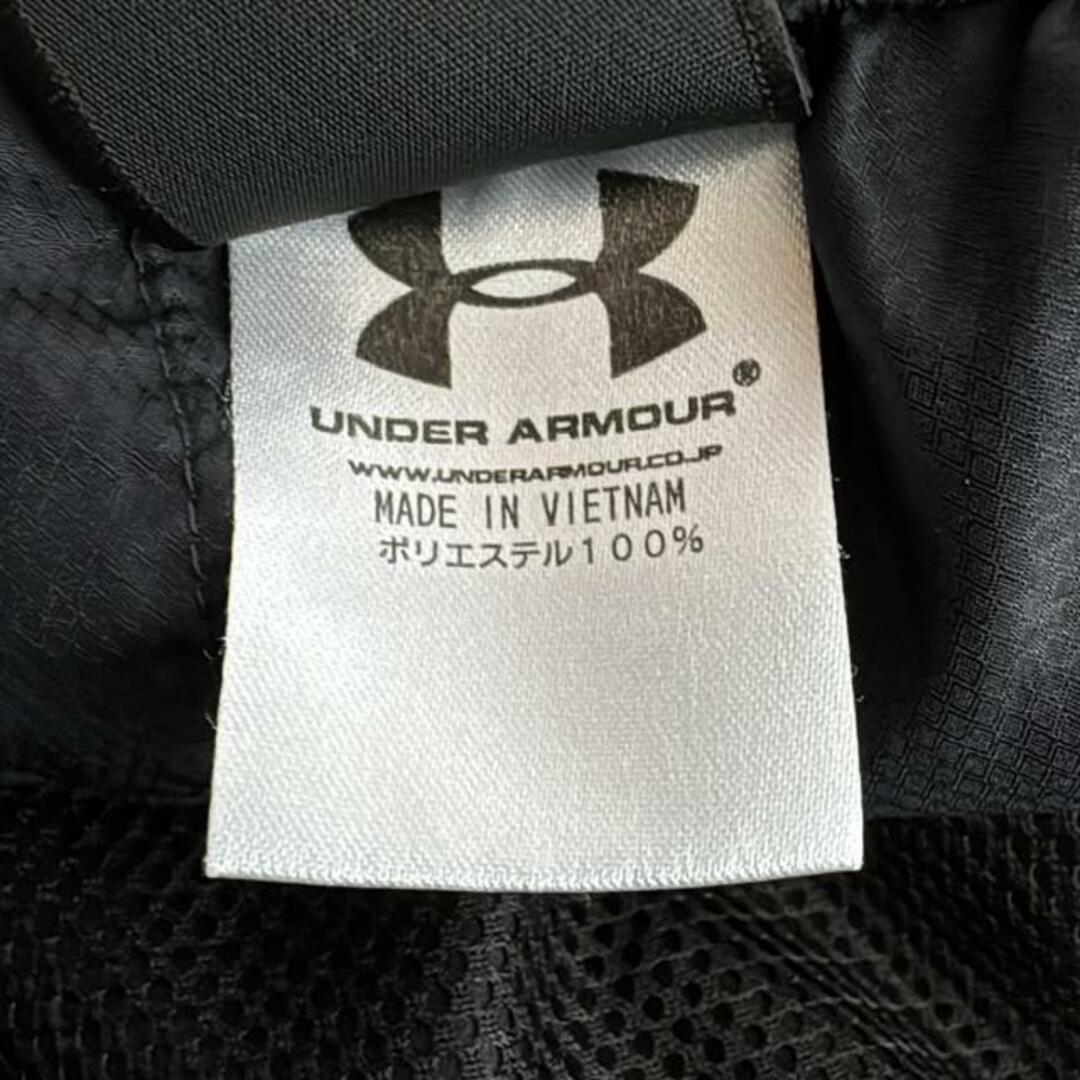 UNDER ARMOUR®
WWW.UNDERARMOUR.CO.JP
MADE IN VIETNAM
ポリエステル100%